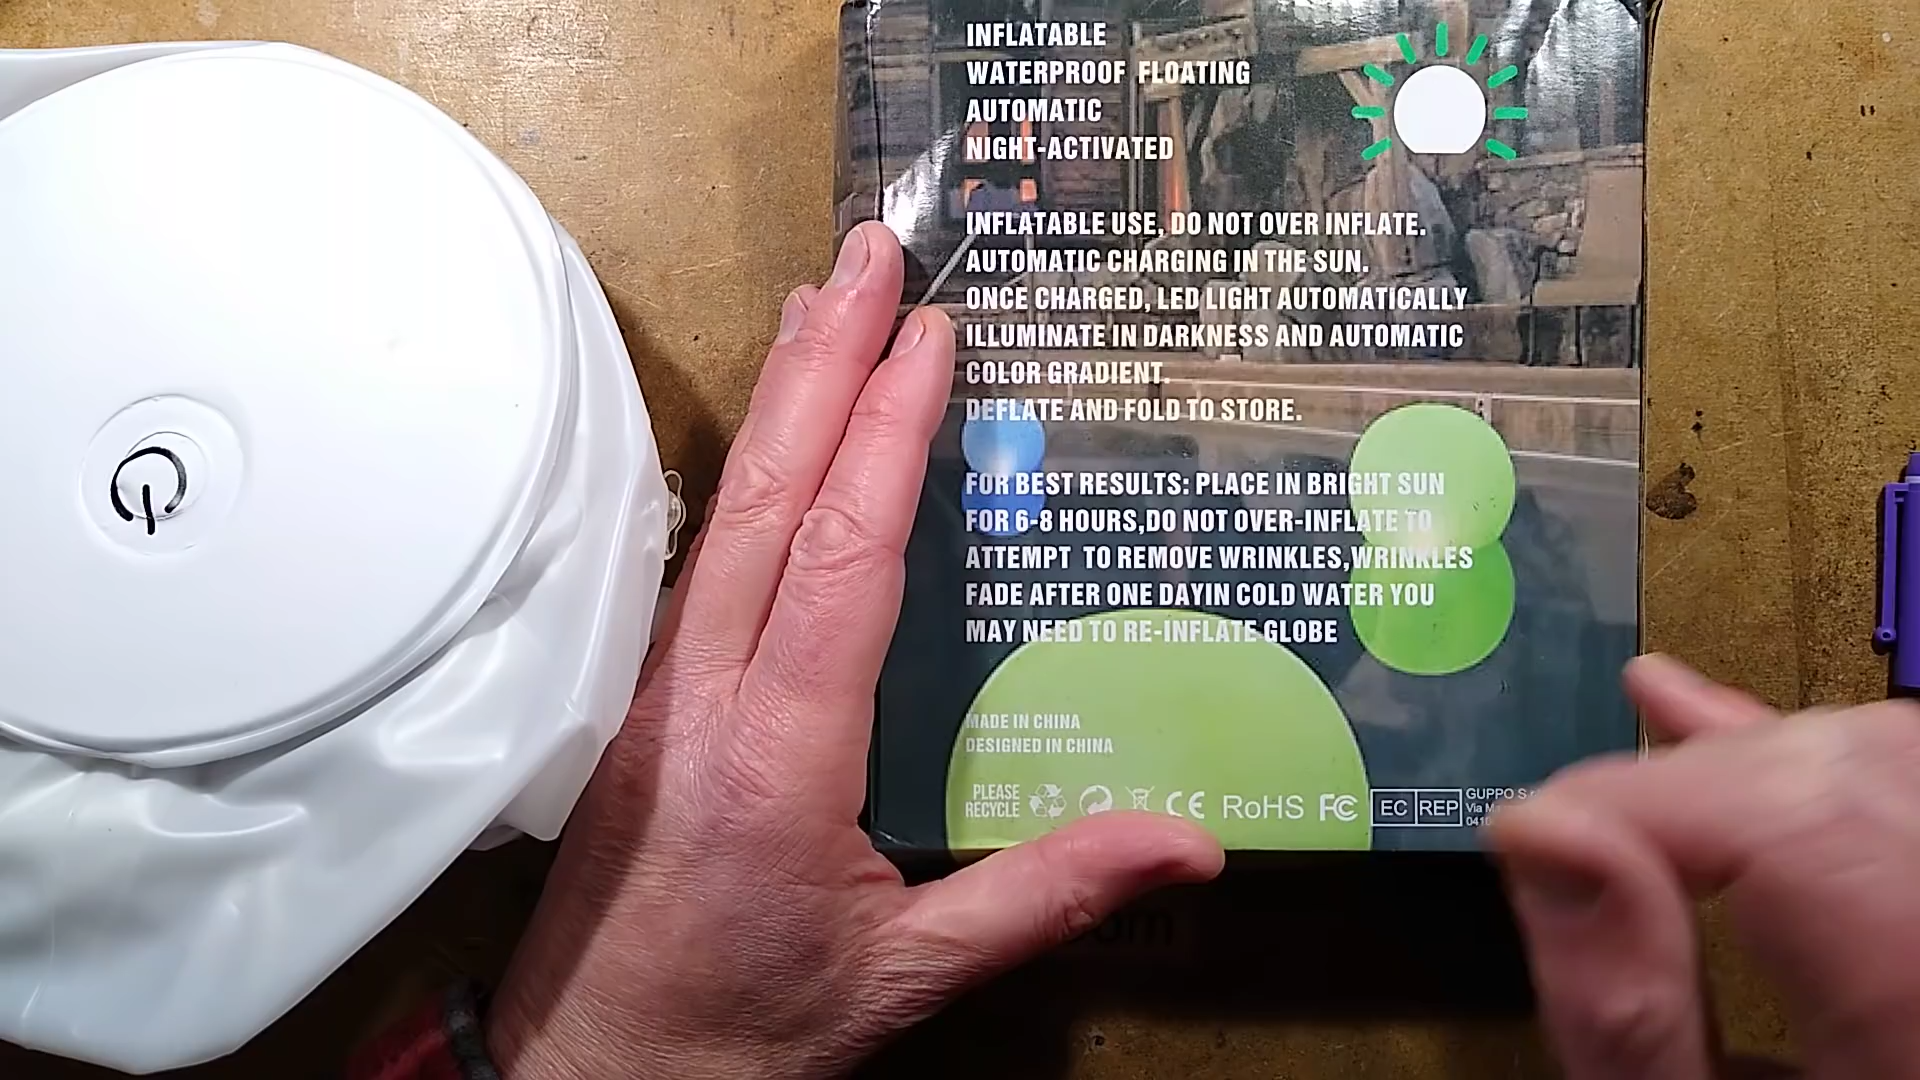 INFLATABLE
WATERPROOF FLOATING
AUTOMATIC
NIGHT-ACTIVATED
INFLATABLE USE, DO NOT OVER INFLATE.
AUTOMATIC CHARGING IN THE SUN.
ONCE CHARGED, LED LIGHT AUTOMATICALLY
ILLUMINATE IN DARKNESS AND AUTOMATIC
COLOR GRADIENT.
DEFLATE AND FOLD TO STORE.
FOR BEST RESULTS: PLACE IN BRIGHT SUN
FOR 6-8 HOURS,DO NOT OVER-INFLATE TO
ATTEMPT TO REMOVE WRINKLES,WRINKLES
FADE AFTER ONE DAYIN COLD WATER YOU
MAY NEED TO RE-INFLATE GLOBE
MADE IN CHINA
DESIGNED IN CHINA
PLEASE
RECYCLE
CE RoHS FC
EC REP
GUPPO
Via